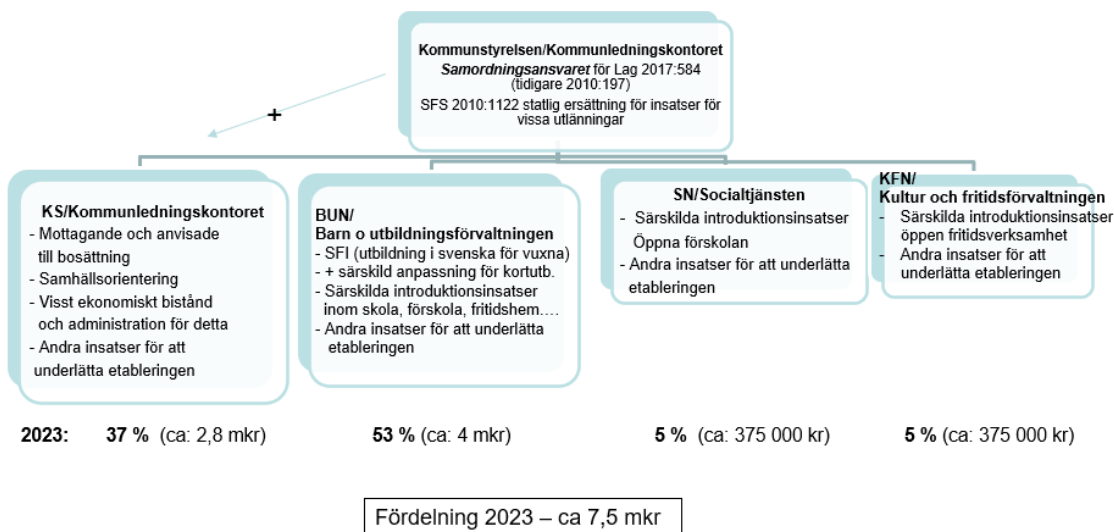 Kommunstyrelsen/Kommunledningskontoret
Samordningsansvaret för Lag 2017:584
(tidigare 2010:197)
SFS 2010:1122 statlig ersättning för insatser för
vissa utlänningar
+
KS/Kommunledningskontoret
- Mottagande och anvisade
till bosättning
- Samhällsorientering
- Visst ekonomiskt bistånd
och administration för detta
- Andra insatser för att
underlätta etableringen
BUN/
Barn o utbildningsförvaltningen
- SFI (utbildning i svenska för vuxna)
- + särskild anpassning för kortutb.
- Särskilda introduktionsinsatser
inom skola, förskola, fritidshem....
- Andra insatser för att underlätta
etableringen
SN/Socialtjänsten
- Särskilda introduktionsinsatser
Öppna förskolan
- Andra insatser för att underlätta
etableringen
KFN/
Kultur och fritidsförvaltningen
- Särskilda introduktionsinsatser
öppen fritidsverksamhet
- Andra insatser för att
underlätta etableringen
2023: 37 % (ca: 2,8 mkr) 53 % (ca: 4 mkr) 5 % (ca: 375 000 kr) 5 % (ca: 375 000 kr)
Fördelning 2023 – ca 7,5 mkr